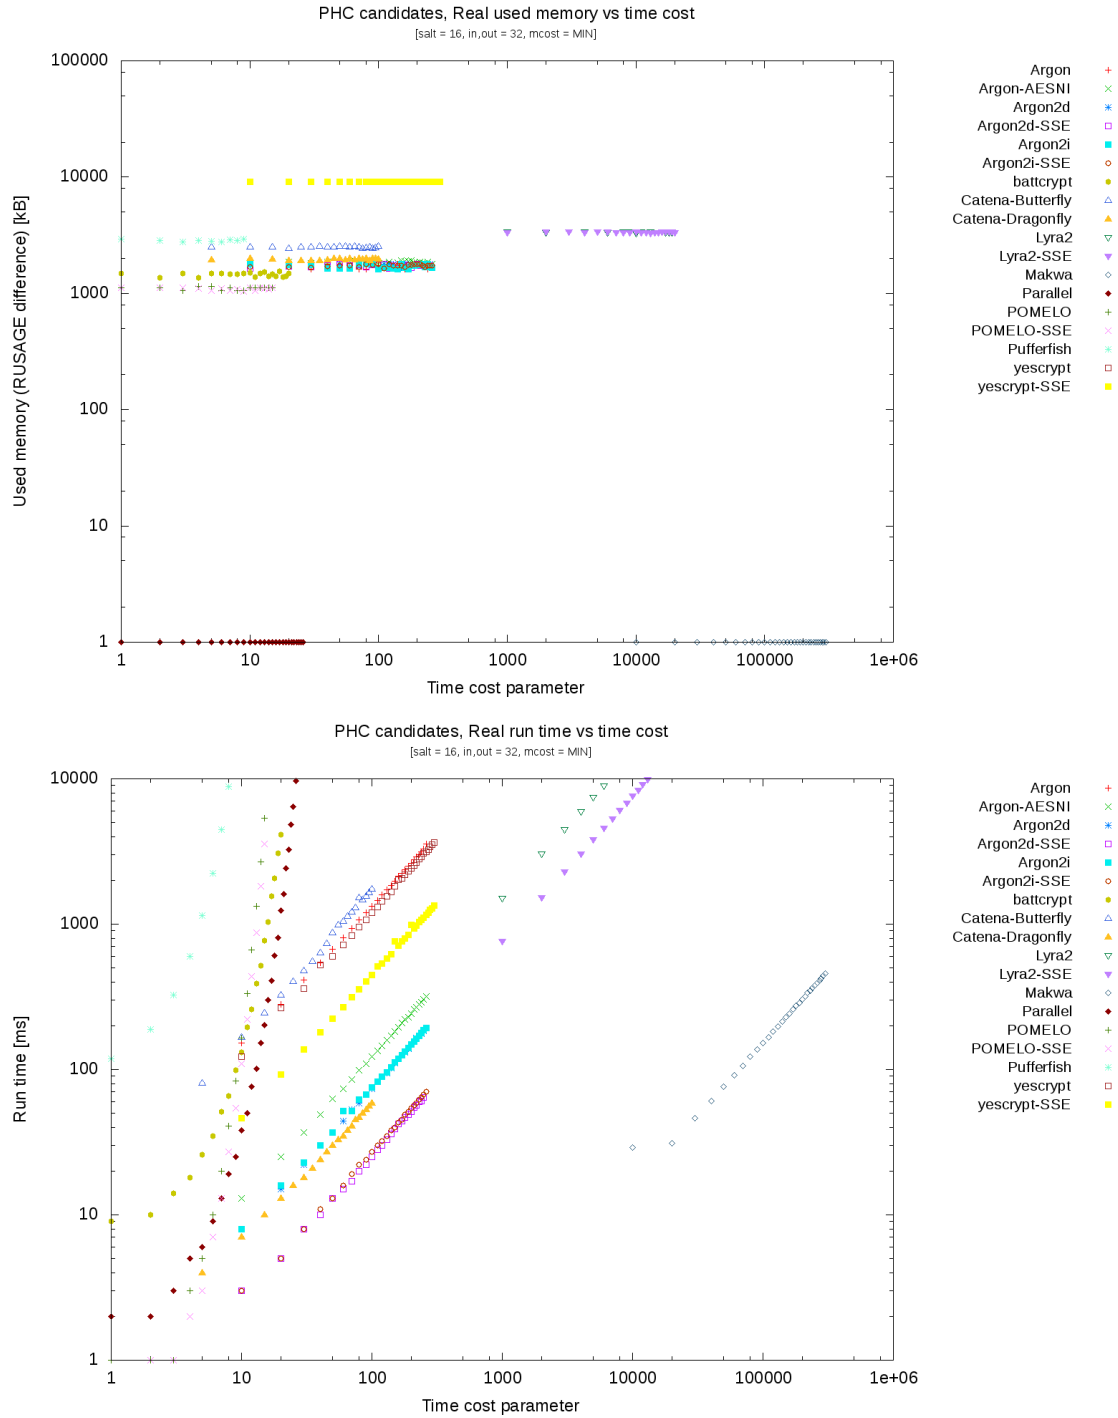 PHC candidates, Real used memory vs time cost
[salt = 16, in,out = 32, mcost = MIN]
100000
10000
1000
100
10
1
Used memory (RUSAGE difference) [kB]
1 10 100 1000 10000 100000 1e+06
Time cost parameter
Argon
Argon-AESNI
Argon2d
Argon2d-SSE
Argon2i
Argon2i-SSE
battcrypt
Catena-Butterfly
Catena-Dragonfly
Lyra2
Lyra2-SSE
Makwa
Parallel
POMELO
POMELO-SSE
Pufferfish
yescrypt
yescrypt-SSE
PHC candidates, Real run time vs time cost
[salt = 16, in,out = 32, mcost = MIN]
10000
1000
100
10
1
Run time [ms]
1 10 100 1000 10000 100000 1e+06
Time cost parameter
Argon
Argon-AESNI
Argon2d
Argon2d-SSE
Argon2i
Argon2i-SSE
battcrypt
Catena-Butterfly
Catena-Dragonfly
Lyra2
Lyra2-SSE
Makwa
Parallel
POMELO
POMELO-SSE
Pufferfish
yescrypt
yescrypt-SSE